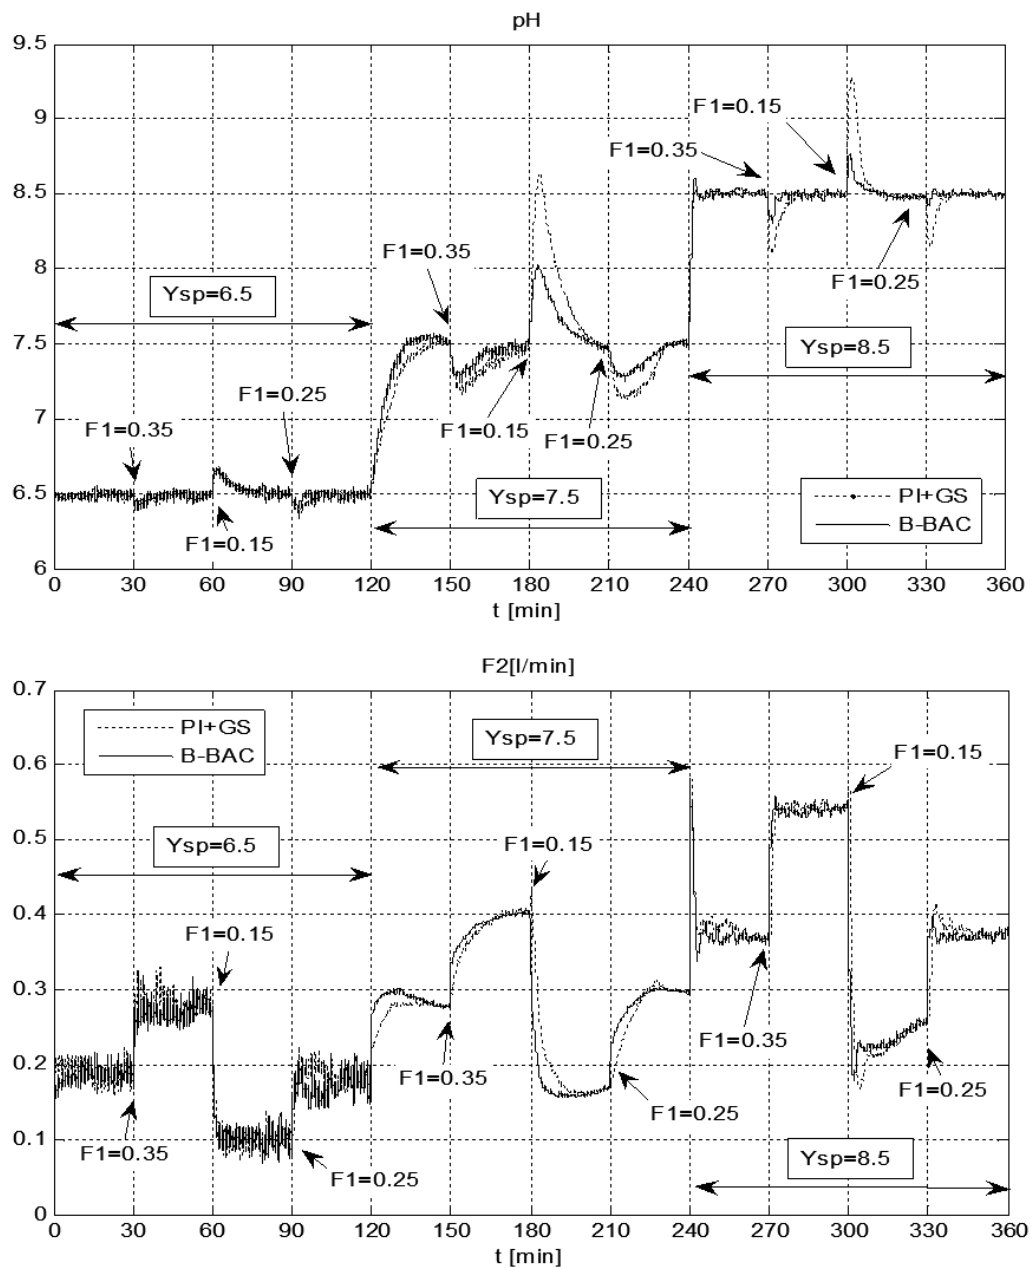 pH
9.5
9
F1=0.15
F1=0.35
8.5
F1=0.35
8
F1=0.25
Ysp=6.5
7.5
Ysp=8.5
7
F1=0.25
F1=0.15
F1=0.25
F1=0.35
6.5
Ysp=7.5
PI+GS
F1=0.15
B-BAC
6
0 30 60 90 120 150 180 210 240 270 300 330 360
t [min]
F2[l/min]
0.7
PI+GS
Ysp=7.5
B-BAC
F1=0.15
0.6
0.5
Ysp=6.5
F1=0.15
0.4
F1=0.15
0.3
F1=0.35
0.2
F1=0.35
F1=0.25
F1=0.25
0.1
F1=0.35
F1=0.25
Ysp=8.5
0
0 30 60 90 120 150 180 210 240 270 300 330 360
t [min]